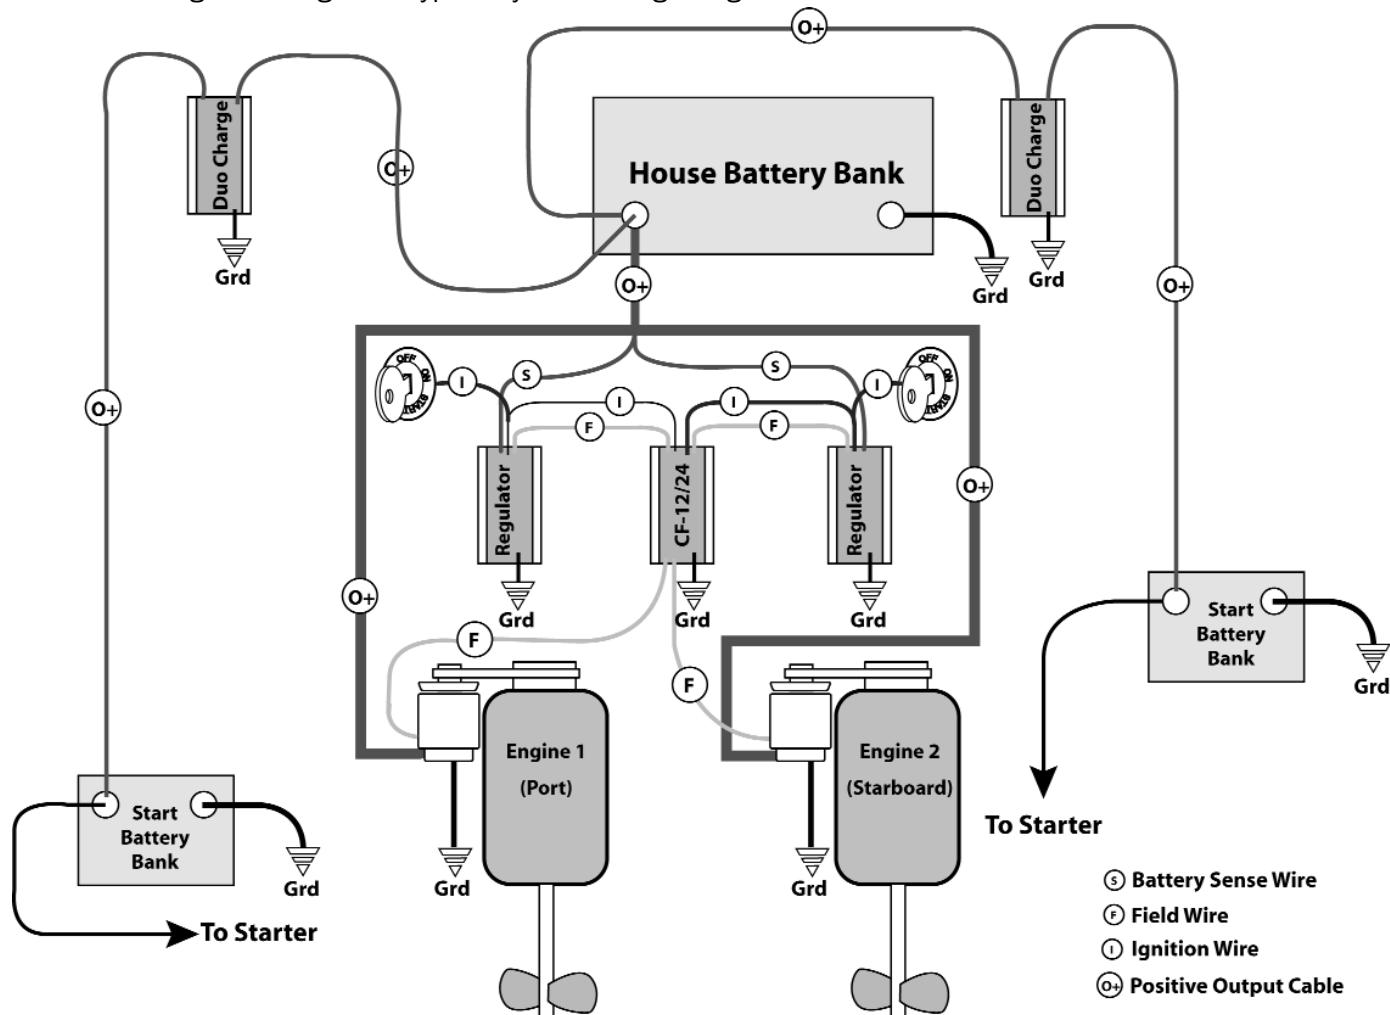 O+
O+
Duo Charge
Grd
House Battery Bank
Grd
Duo Charge
Grd
O+
O+
O+
OFF
ON
START
I
S
I
F
S
I
F
I
OFF
ON
START
Regulator
Grd
CF-12/24
Grd
Regulator
Grd
O+
O+
F
F
Engine 1
(Port)
Grd
Engine 2
(Starboard)
Grd
Start
Battery
Bank
Grd
To Starter
Start
Battery
Bank
Grd
To Starter
S Battery Sense Wire
F Field Wire
I Ignition Wire
O+ Positive Output Cable